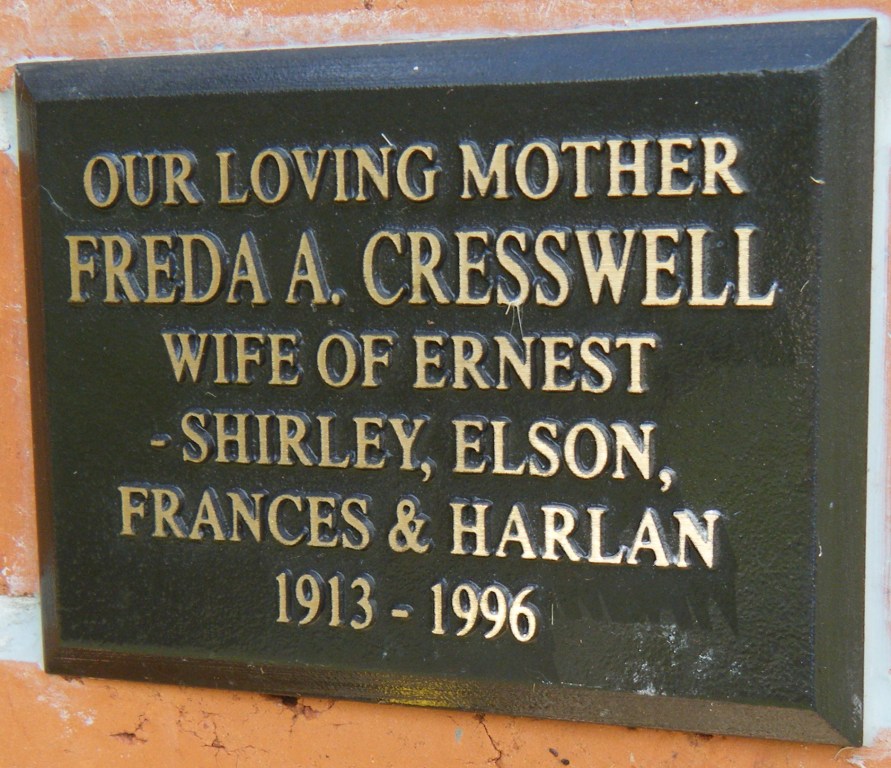 OUR LOVING MOTHER
FREDA A. CRESSWELL
WIFE OF ERNEST
- SHIRLEY, ELSON,
FRANCES & HARLAN
1913 - 1996